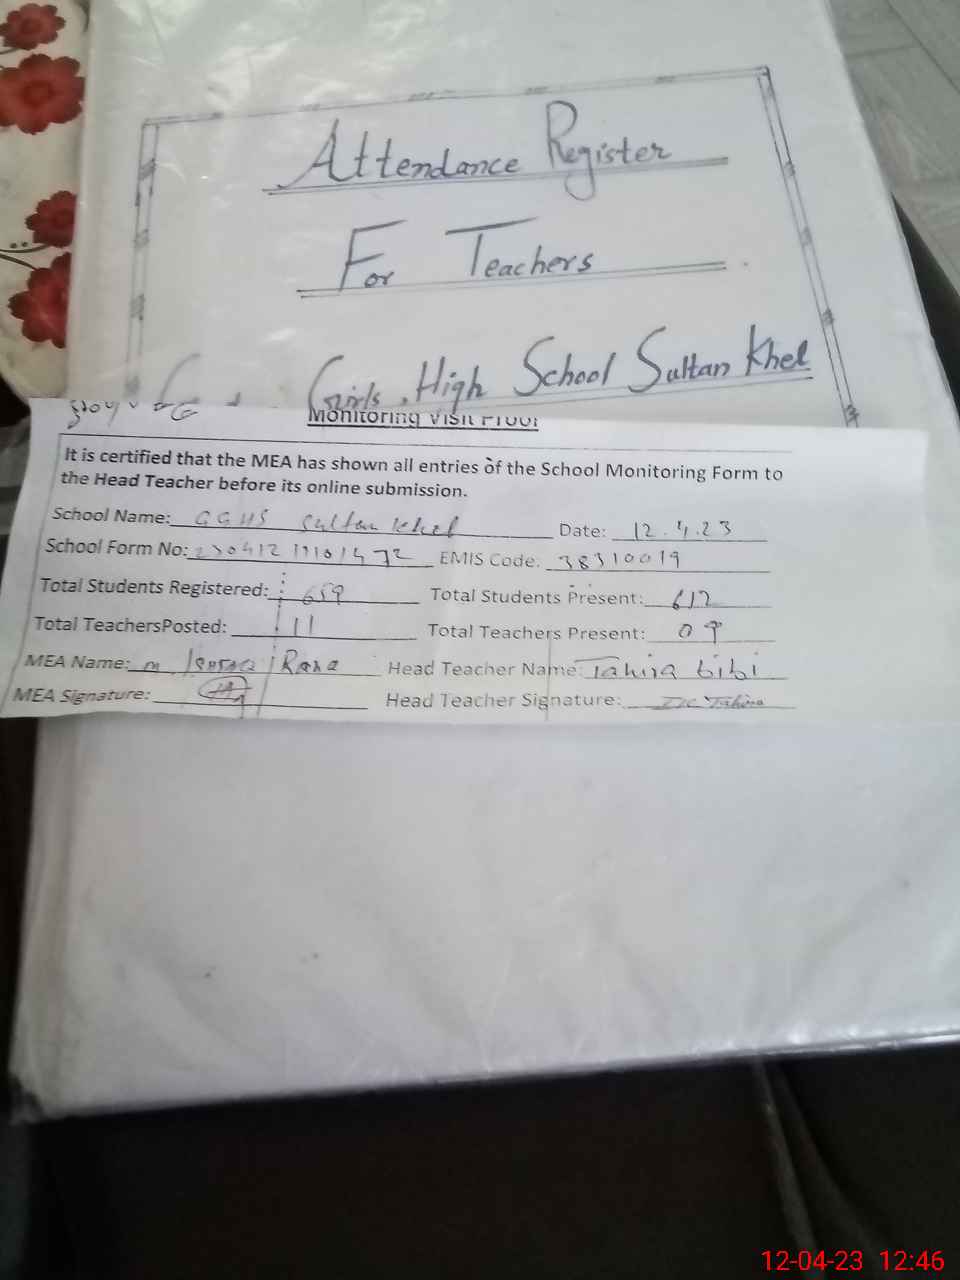 Attendance Register
For Teachers
Girls High School Sultan Khel
Monitoring Visit Proof
It is certified that the MEA has shown all entries of the School Monitoring Form to
the Head Teacher before its online submission.
School Name: GGHS Sultan Khel Date: 12.4.23
School Form No: EMIS Code: 38310019
Total Students Registered: 659 Total Students Present: 612
Total TeachersPosted: 11 Total Teachers Present: 09
MEA Name: M Rana Head Teacher Name: Tahira bibi
MEA Signature: Head Teacher Signature: Tahira
12-04-23 12:46